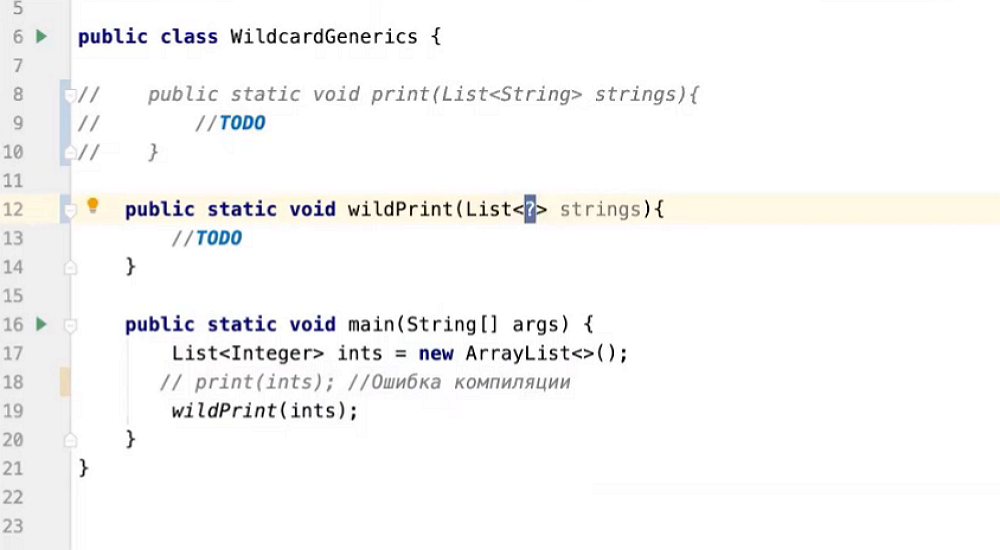 5
6 public class WildcardGenerics {
7
8 //    public static void print(List<String> strings){
9 //        //TODO
10 //    }
11
12     public static void wildPrint(List<?> strings){
13         //TODO
14     }
15
16     public static void main(String[] args) {
17         List<Integer> ints = new ArrayList<>();
18        // print(ints); //Ошибка компиляции
19         wildPrint(ints);
20     }
21 }
22
23